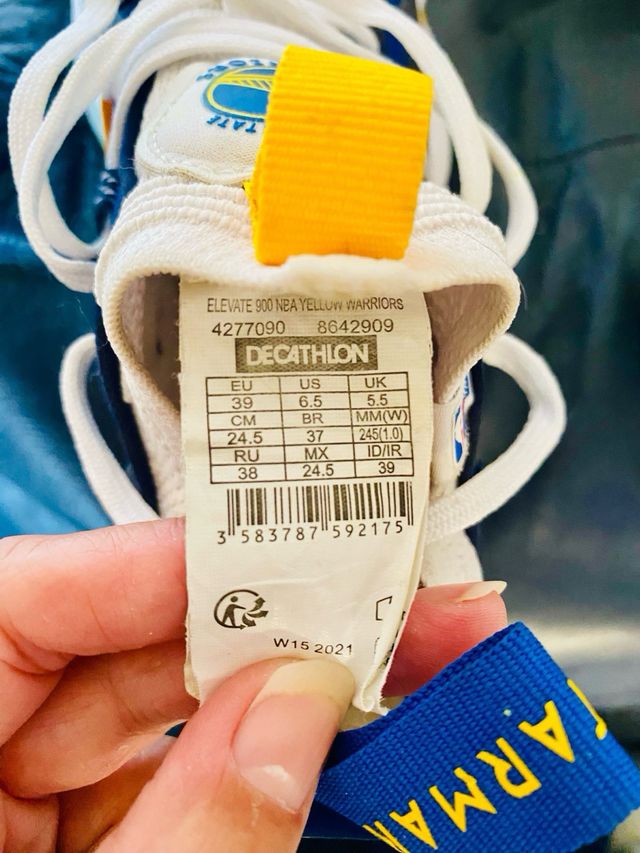 TATE
ELEVATE 900 NBA YELLOW WARRIORS
4277090 8642909
DECATHLON
EU US UK
39 6.5 5.5
CM BR MM(W)
24.5 37 245(1.0)
RU MX ID/IR
38 24.5 39
3 583787 592175
W15 2021
TARMA